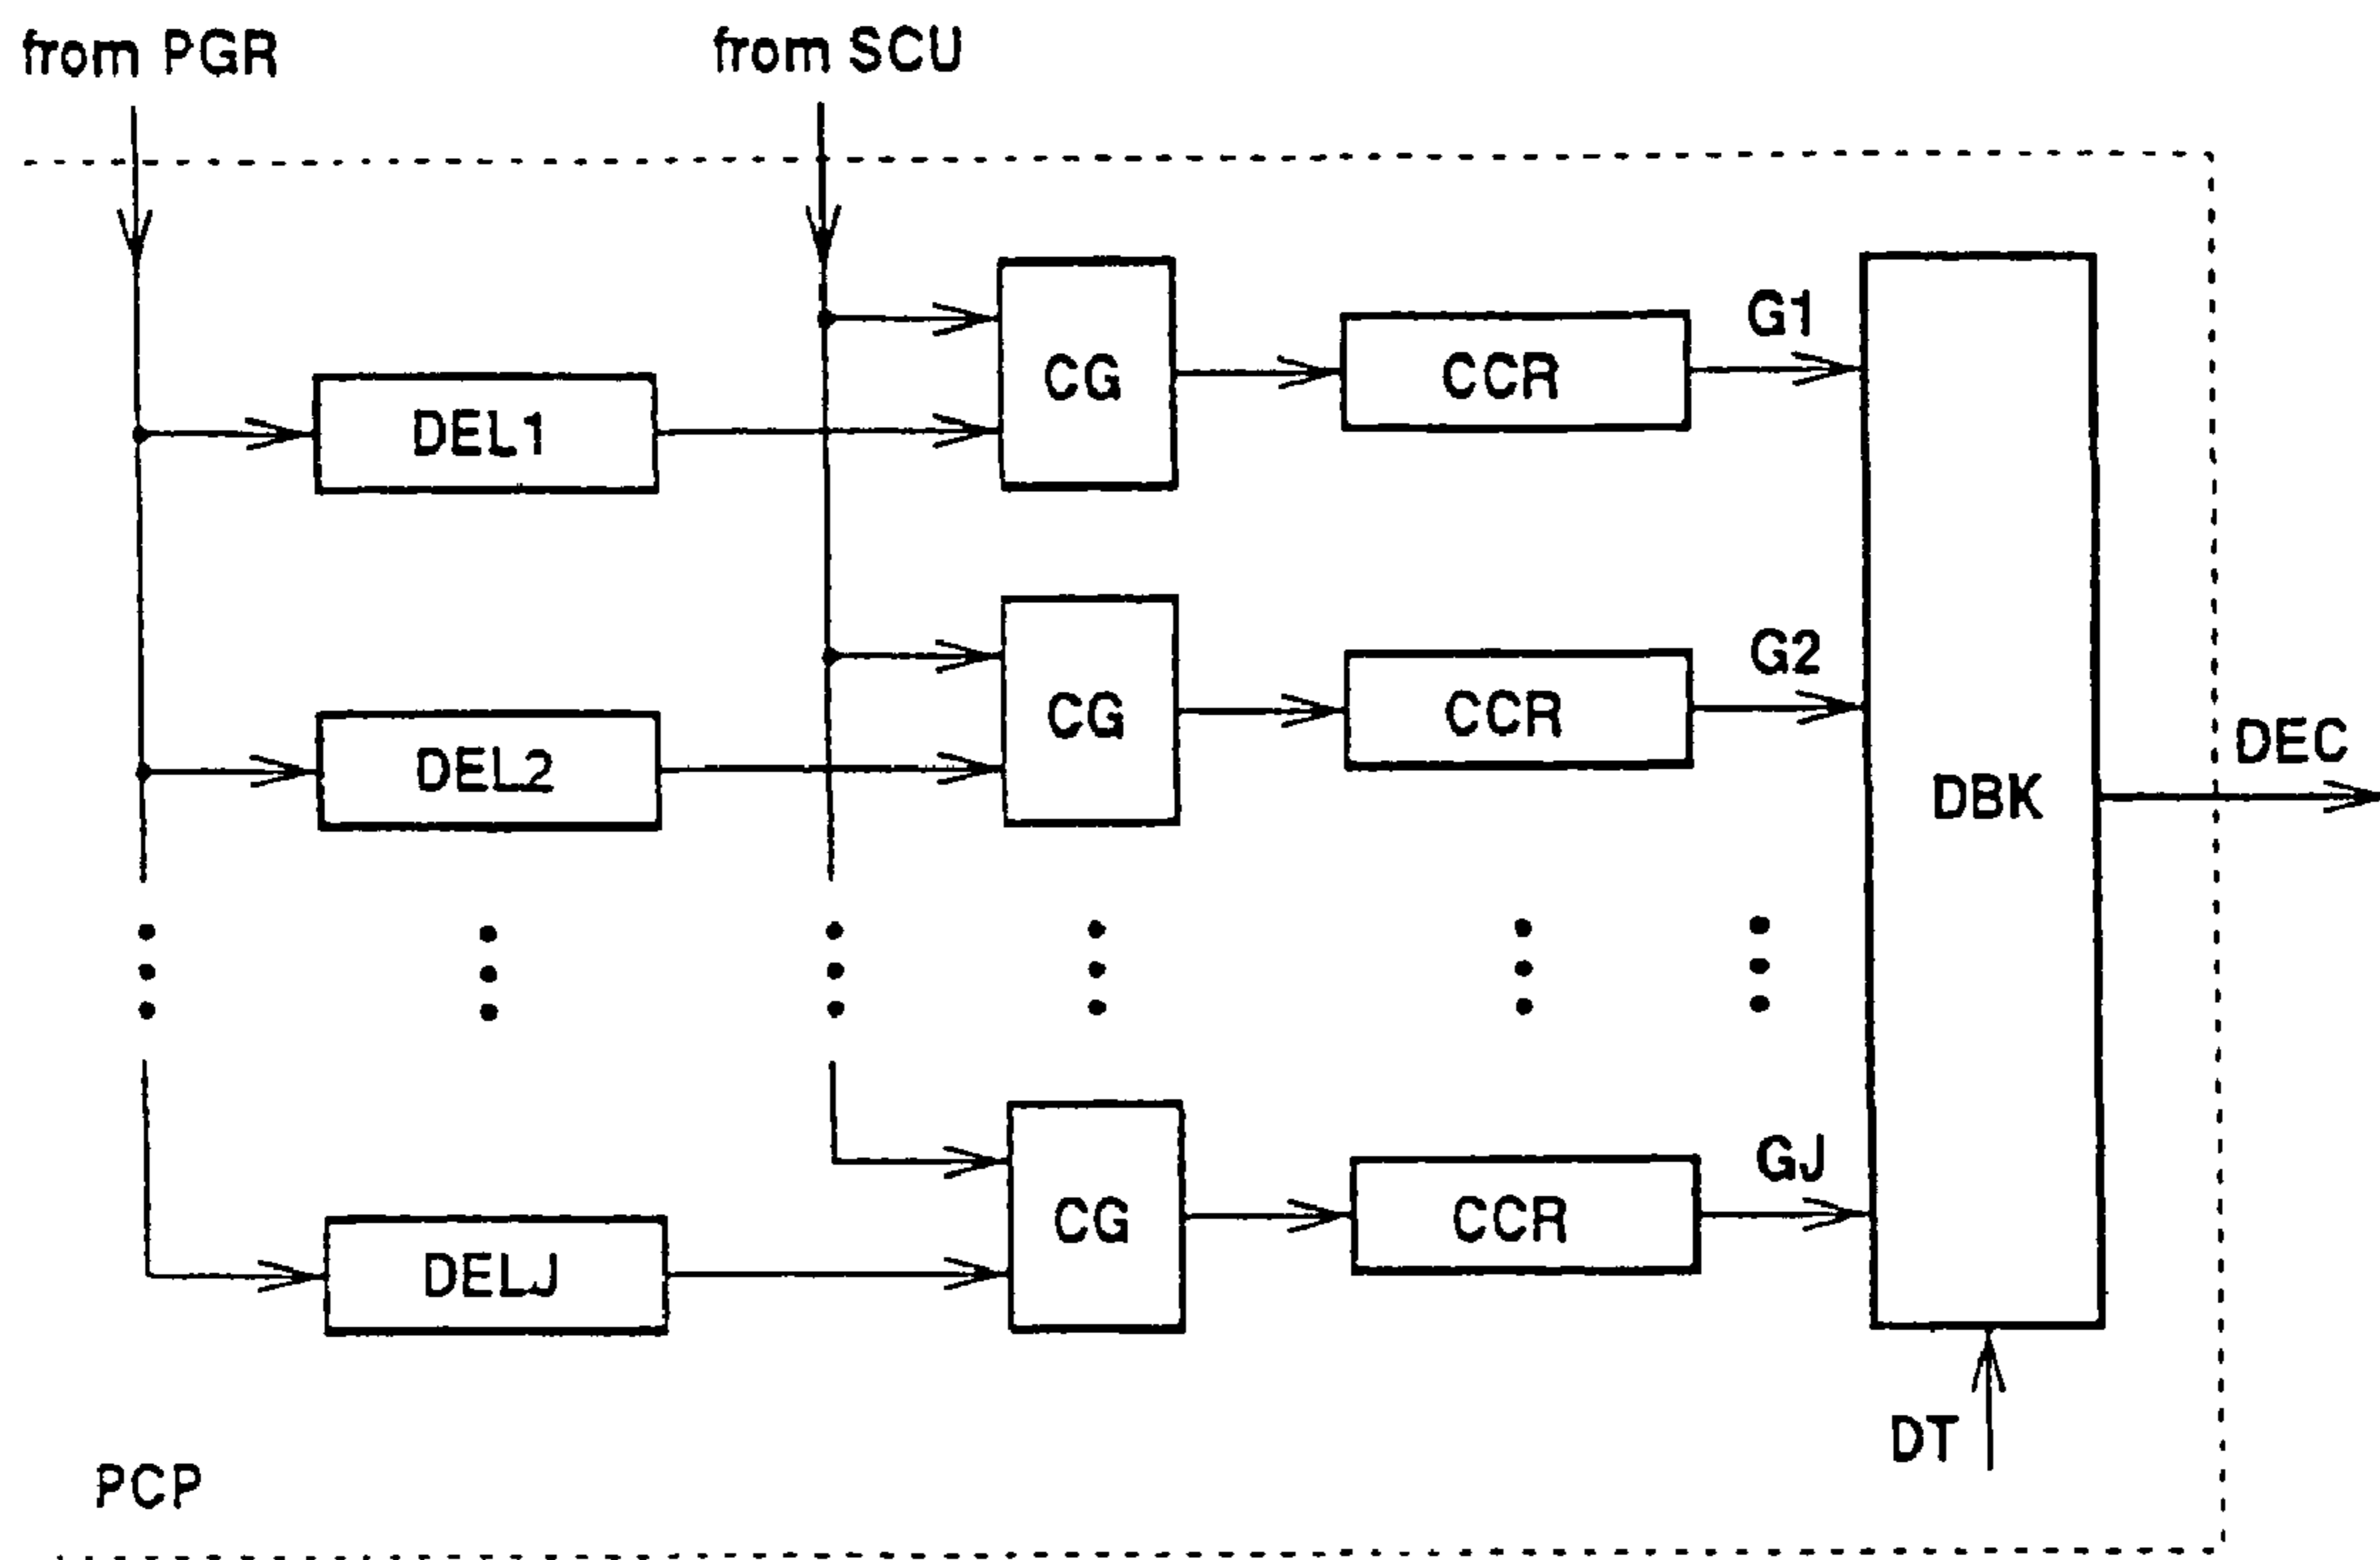 from PGR
from SCU
DEL1
CG
CCR
G1
DEL2
CG
CCR
G2
DBK
DEC
DELJ
CG
CCR
GJ
DT
PCP